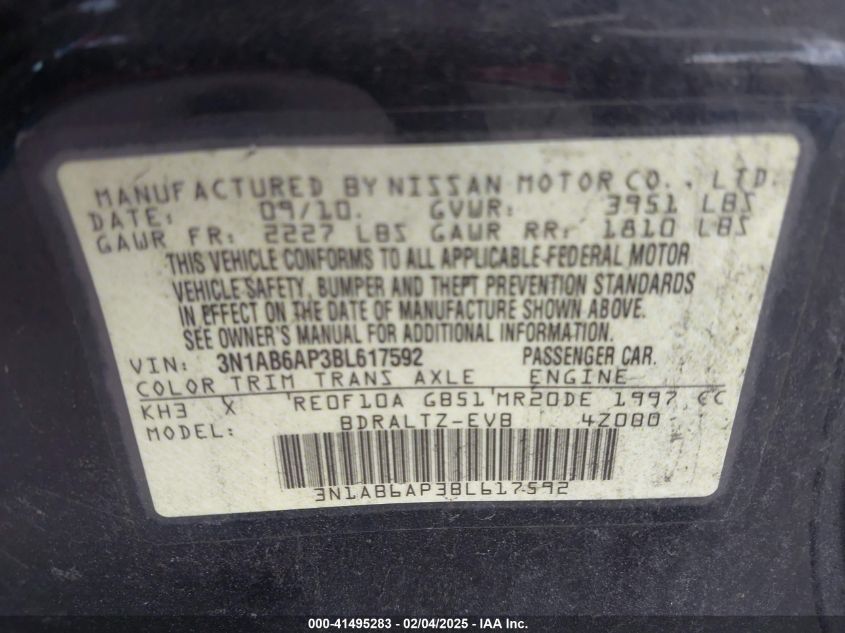 MANUFACTURED BY NISSAN MOTOR CO., LTD
DATE: 09/10. GVWR: 3951 LBS
GAWR FR: 2227 LBS GAWR RR: 1810 LBS
THIS VEHICLE CONFORMS TO ALL APPLICABLE FEDERAL MOTOR
VEHICLE SAFETY, BUMPER AND THEFT PREVENTION STANDARDS
IN EFFECT ON THE DATE OF MANUFACTURE SHOWN ABOVE.
SEE OWNER'S MANUAL FOR ADDITIONAL INFORMATION.
VIN: 3N1AB6AP3BL617592 PASSENGER CAR.
COLOR TRIM TRANS AXLE ENGINE
KH3 X RE0F10A GB51 MR20DE 1997 CC
MODEL: BDRALTZ-EVB 4Z000
3N1AB6AP3BL617592
000-41495283 - 02/04/2025 - IAA Inc.